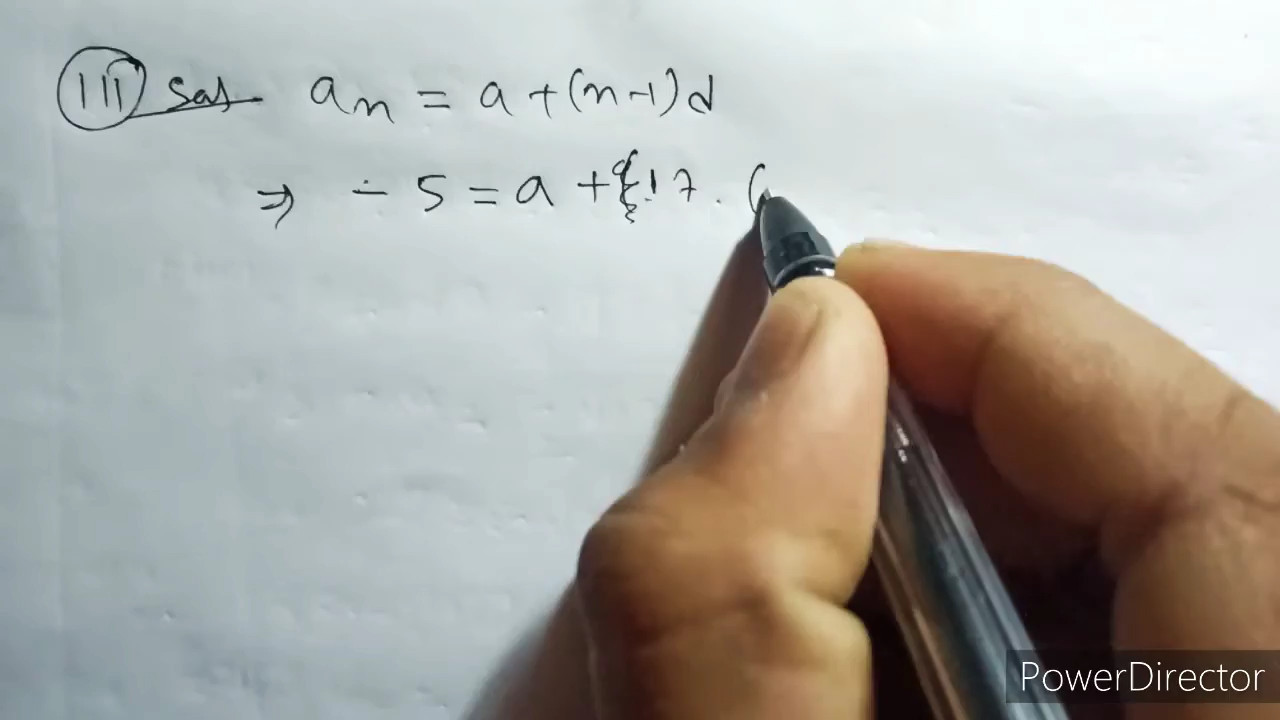 (iii) Sol aₙ = a + (n-1)d
⇒ - 5 = a + 17 . (
PowerDirector